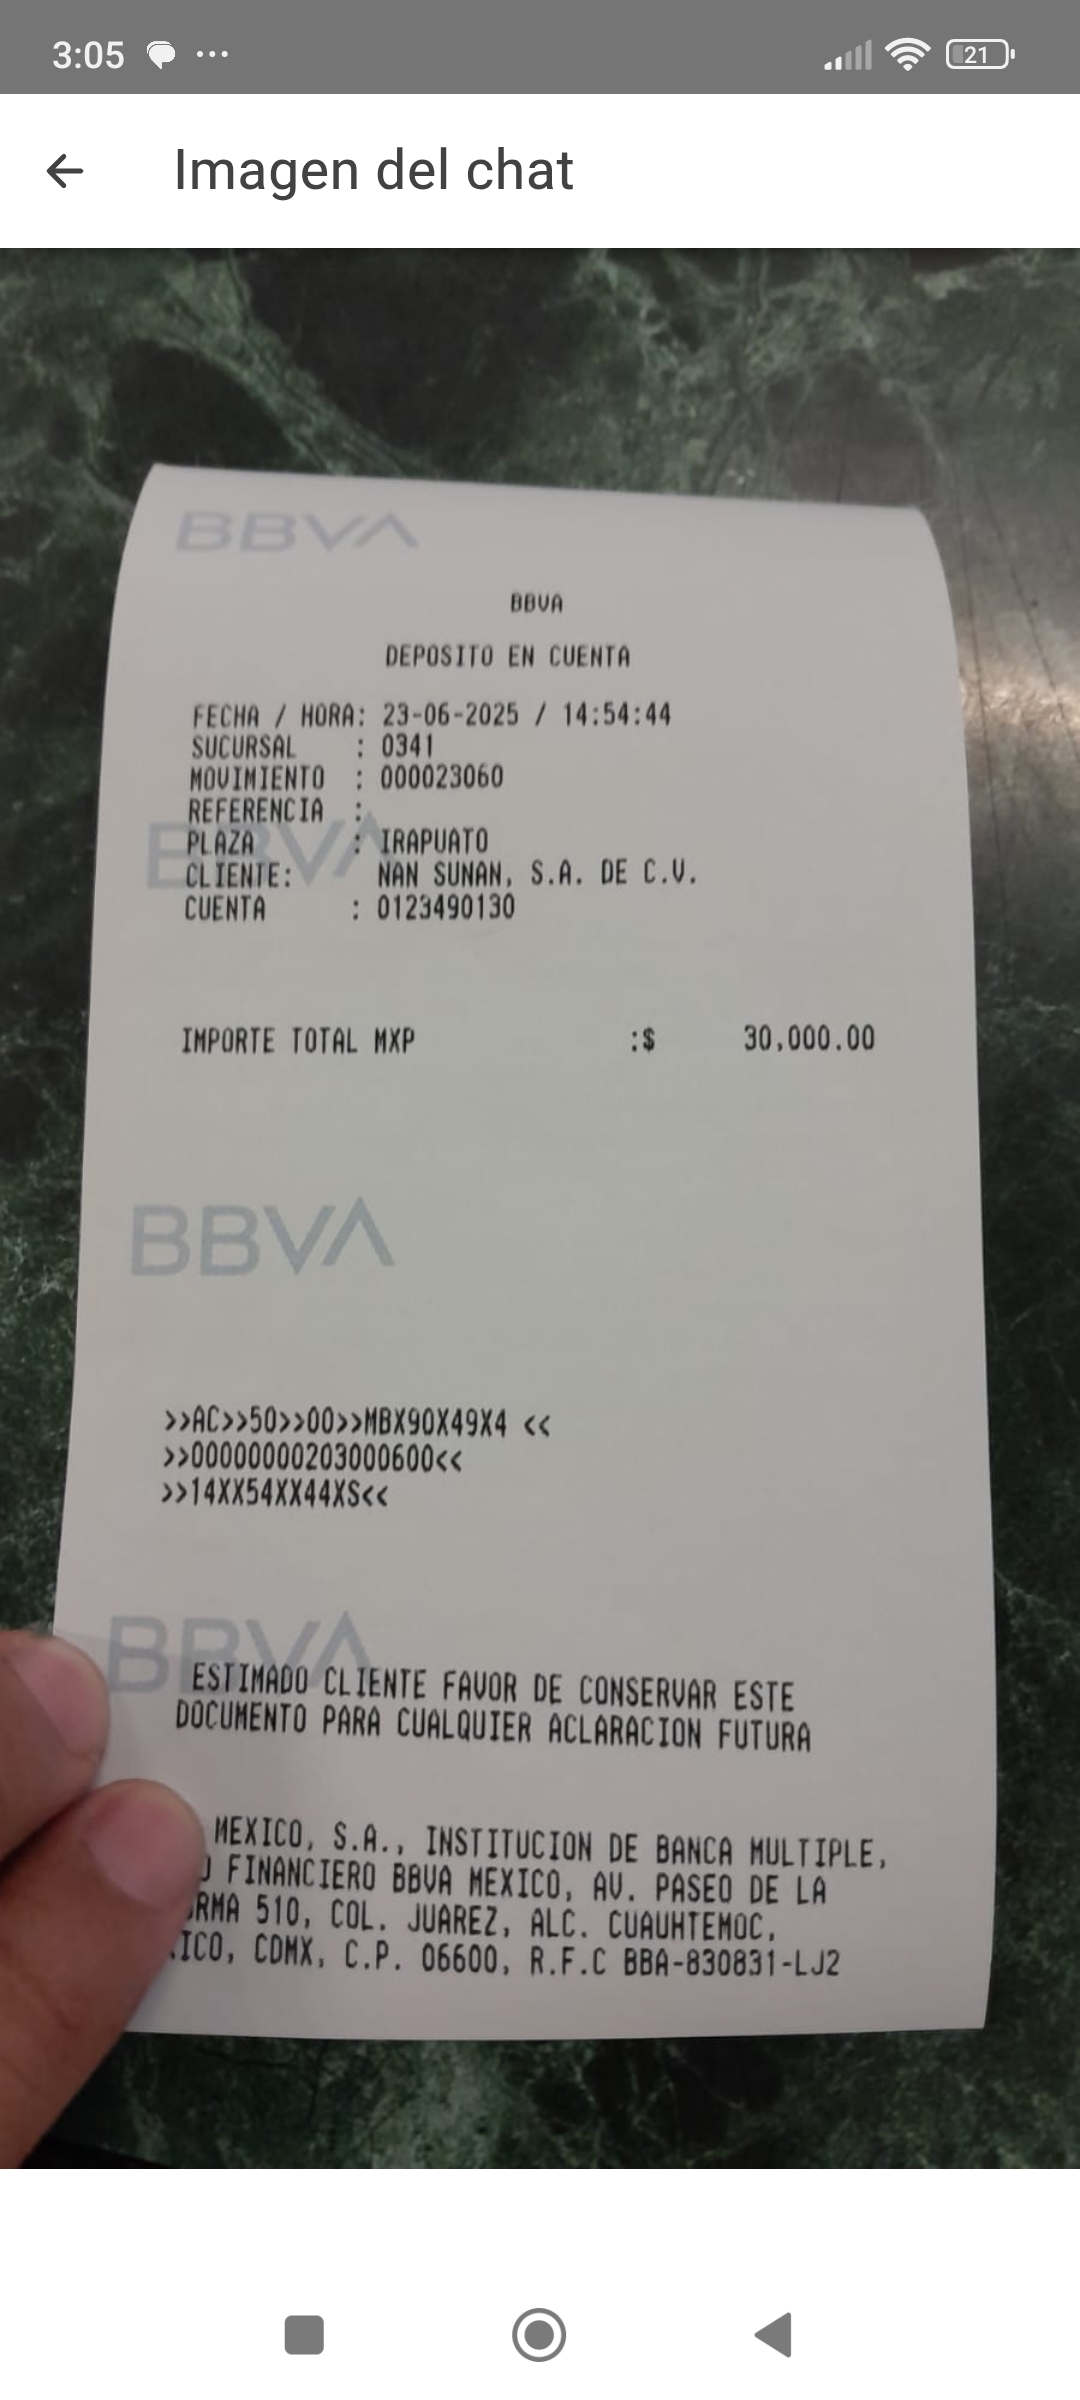 3:05
21
Imagen del chat
BBVA
BBVA
DEPOSITO EN CUENTA
FECHA / HORA: 23-06-2025 / 14:54:44
SUCURSAL : 0341
MOVIMIENTO : 000023060
REFERENCIA :
BBVA
PLAZA : IRAPUATO
CLIENTE: NAN SUNAN, S.A. DE C.V.
CUENTA : 0123490130
IMPORTE TOTAL MXP :$ 30,000.00
BBVA
>>AC>>50>>00>>MBX90X49X4 <<
>>00000000203000600<<
>>14XX54XX44XS<<
BBVA
ESTIMADO CLIENTE FAVOR DE CONSERVAR ESTE
DOCUMENTO PARA CUALQUIER ACLARACION FUTURA
MEXICO, S.A., INSTITUCION DE BANCA MULTIPLE,
FINANCIERO BBVA MEXICO, AV. PASEO DE LA
510, COL. JUAREZ, ALC. CUAUHTEMOC,
CDMX, C.P. 06600, R.F.C BBA-830831-LJ2